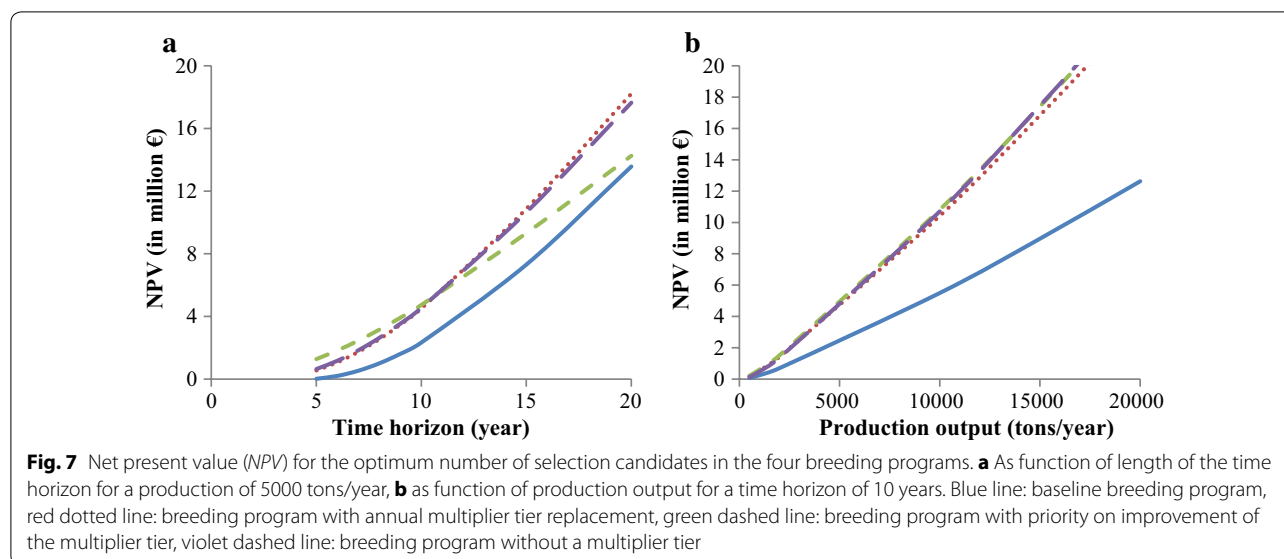 a
b
20
16
12
8
4
0
NPV (in million €)
0
5
10
15
20
Time horizon (year)
20
18
16
14
12
10
8
6
4
2
0
NPV (in million €)
0
5000
10000
15000
20000
Production output (tons/year)
Fig. 7 Net present value (NPV) for the optimum number of selection candidates in the four breeding programs. a As function of length of the time
horizon for a production of 5000 tons/year, b as function of production output for a time horizon of 10 years. Blue line: baseline breeding program,
red dotted line: breeding program with annual multiplier tier replacement, green dashed line: breeding program with priority on improvement of
the multiplier tier, violet dashed line: breeding program without a multiplier tier